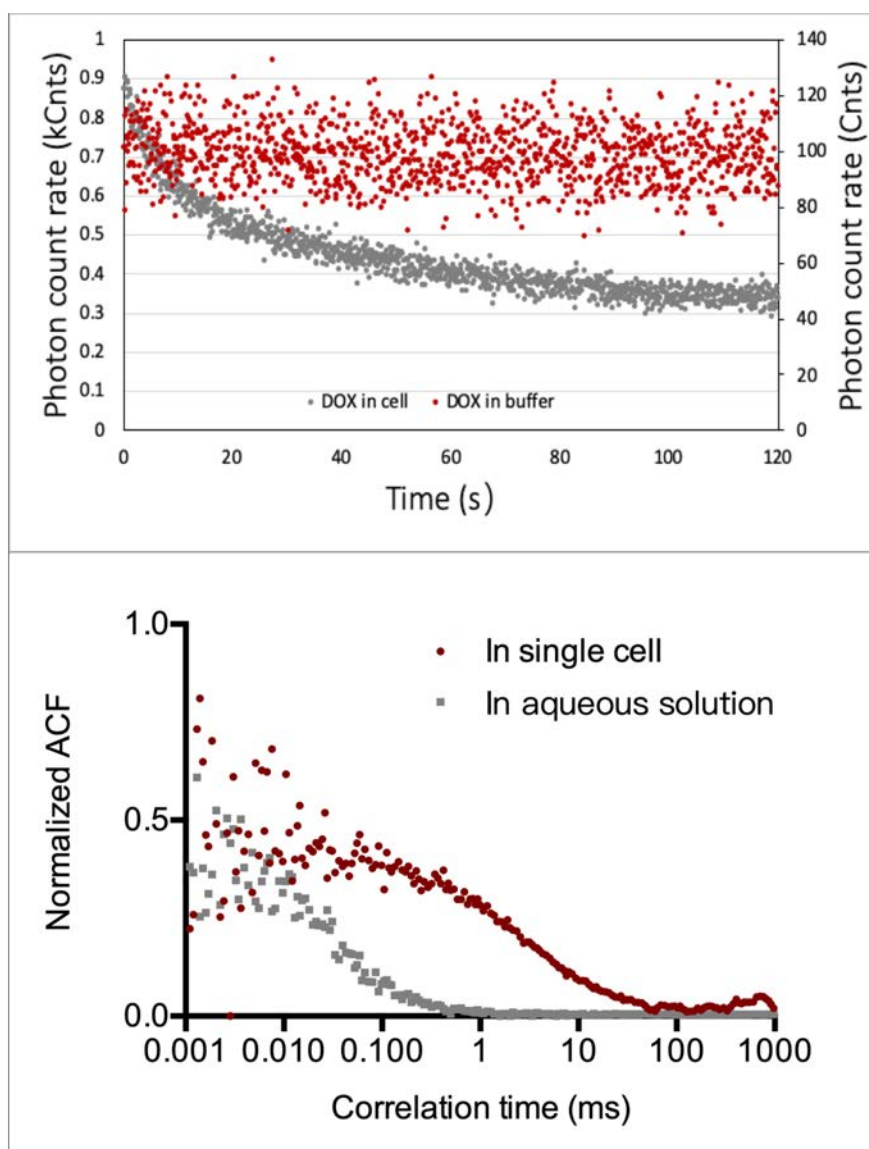 Photon count rate (kCnts)
1
0.9
0.8
0.7
0.6
0.5
0.4
0.3
0.2
0.1
0
140
120
100
80
60
40
20
0
Photon count rate (Cnts)
DOX in cell
DOX in buffer
0 20 40 60 80 100 120
Time (s)
Normalized ACF
1.0
0.5
0.0
In single cell
In aqueous solution
0.001 0.010 0.100 1 10 100 1000
Correlation time (ms)